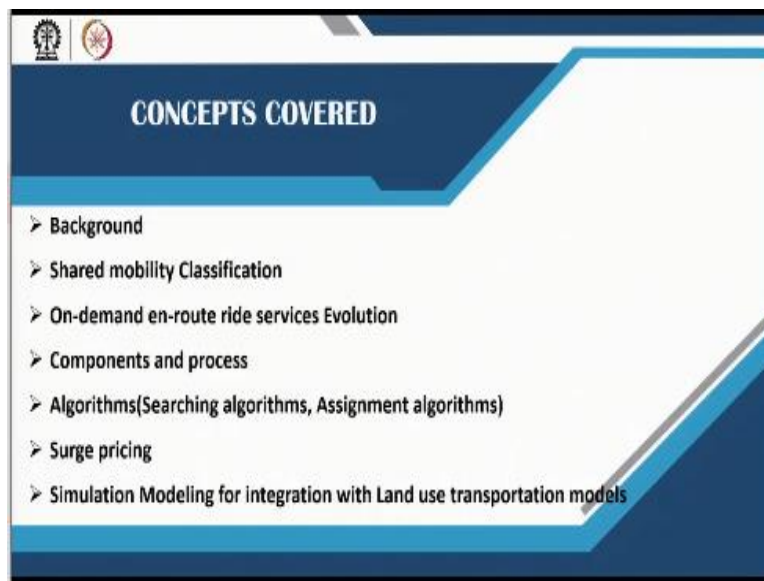 CONCEPTS COVERED
➢ Background
➢ Shared mobility Classification
➢ On-demand en-route ride services Evolution
➢ Components and process
➢ Algorithms(Searching algorithms, Assignment algorithms)
➢ Surge pricing
➢ Simulation Modeling for integration with Land use transportation models